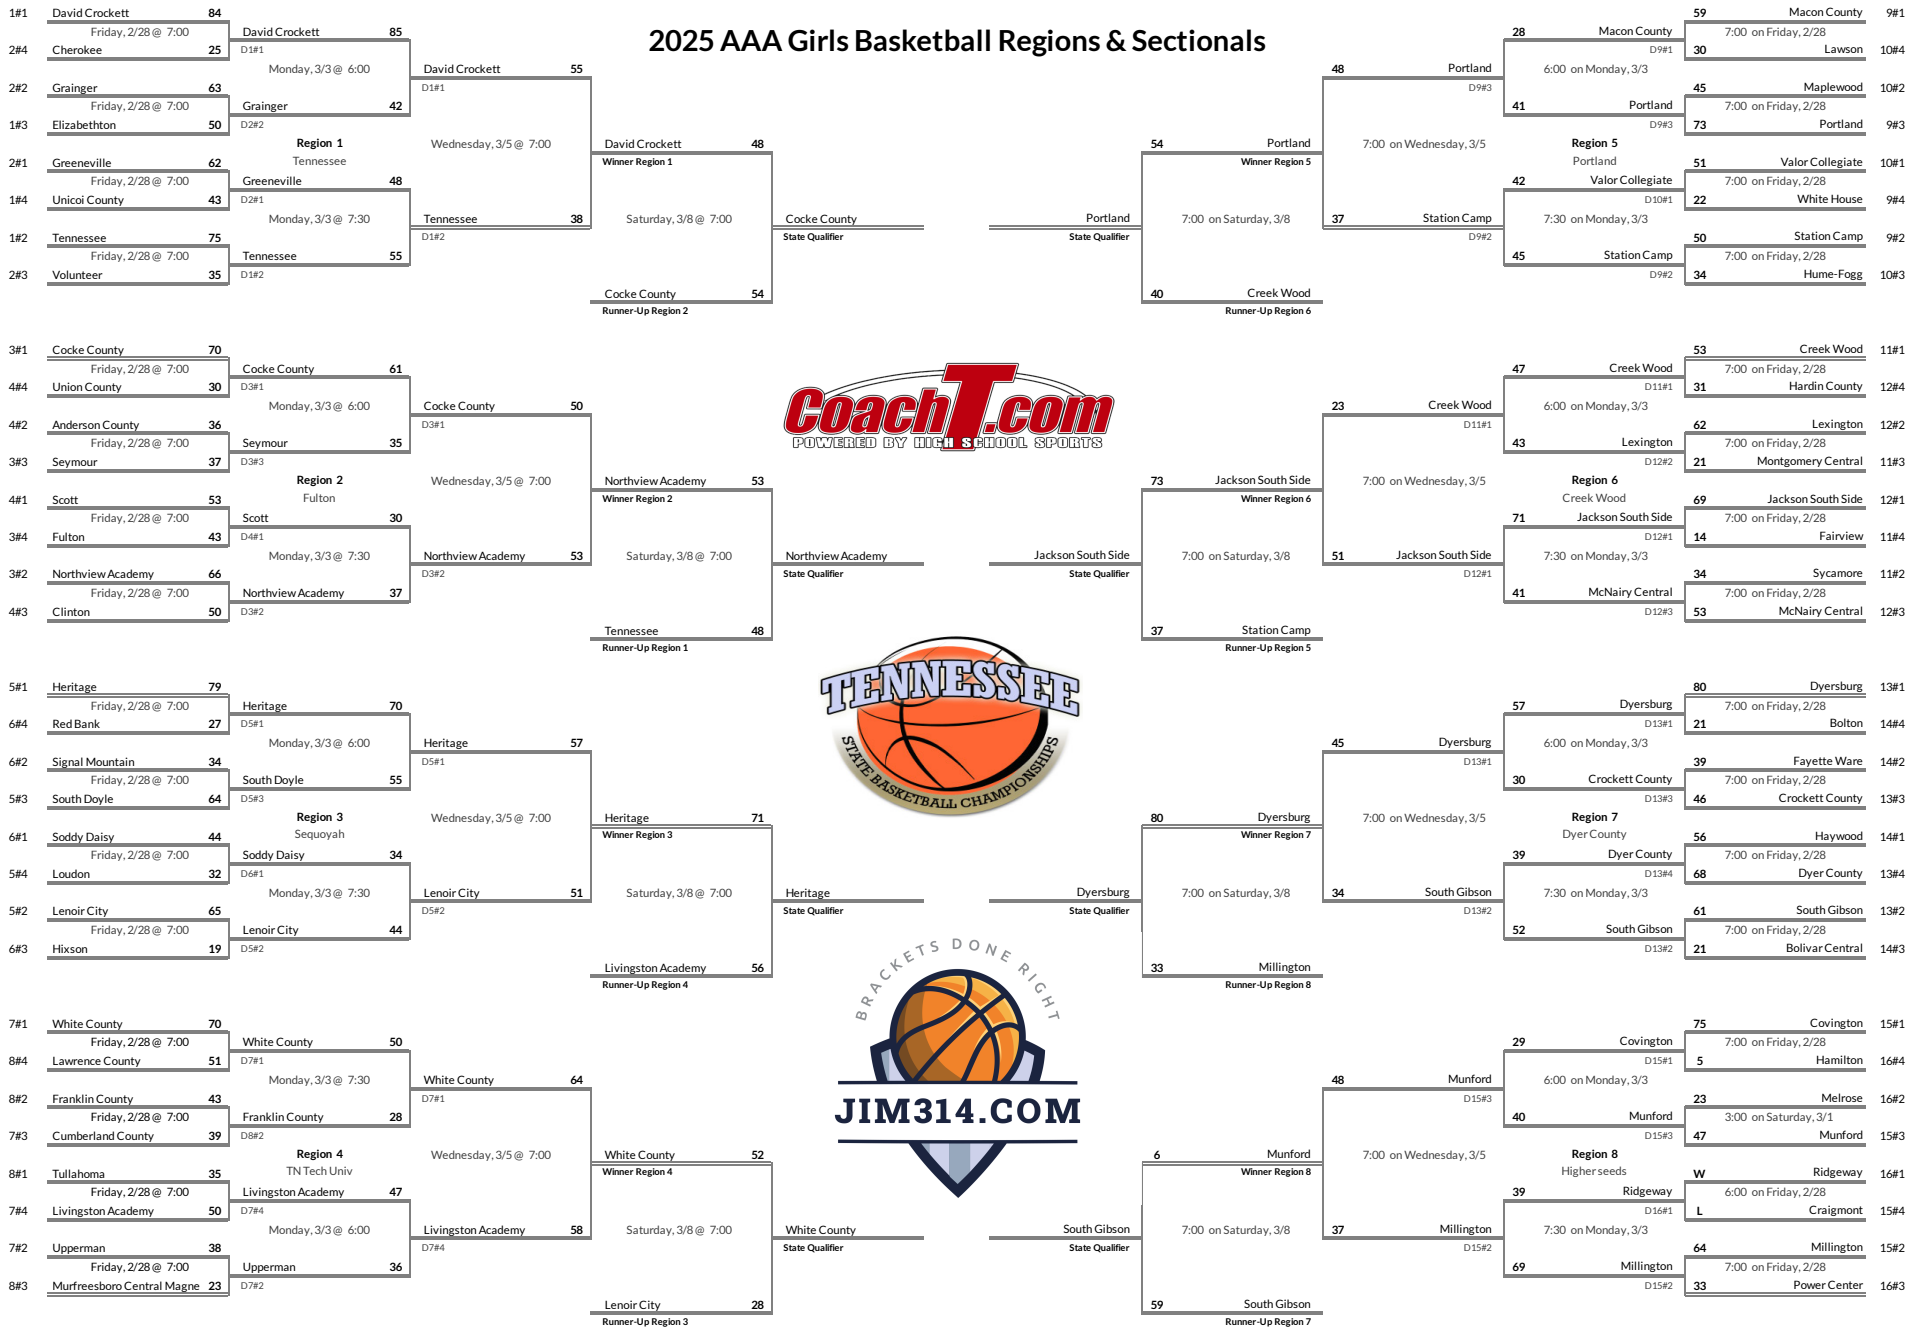 2025 AAA Girls Basketball Regions & Sectionals
1#1 David Crockett 84
Friday, 2/28 @ 7:00
2#4 Cherokee 25
David Crockett 85
D1#1
Monday, 3/3 @ 6:00
2#2 Grainger 63
Friday, 2/28 @ 7:00
1#3 Elizabethton 50
Grainger 42
D2#2
David Crockett 55
D1#1
Region 1
Tennessee
Wednesday, 3/5 @ 7:00
2#1 Greeneville 62
Friday, 2/28 @ 7:00
1#4 Unicoi County 43
Greeneville 48
D2#1
Monday, 3/3 @ 7:30
1#2 Tennessee 75
Friday, 2/28 @ 7:00
2#3 Volunteer 35
Tennessee 55
D1#2
Tennessee 38
D1#2
David Crockett 48
Winner Region 1
Saturday, 3/8 @ 7:00
Cocke County 54
Runner-Up Region 2
Cocke County
State Qualifier
3#1 Cocke County 70
Friday, 2/28 @ 7:00
4#4 Union County 30
Cocke County 61
D3#1
Monday, 3/3 @ 6:00
4#2 Anderson County 36
Friday, 2/28 @ 7:00
3#3 Seymour 37
Seymour 35
D3#3
Cocke County 50
D3#1
Region 2
Fulton
Wednesday, 3/5 @ 7:00
4#1 Scott 53
Friday, 2/28 @ 7:00
3#4 Fulton 43
Scott 30
D4#1
Monday, 3/3 @ 7:30
3#2 Northview Academy 66
Friday, 2/28 @ 7:00
4#3 Clinton 50
Northview Academy 37
D3#2
Northview Academy 53
D3#2
Northview Academy 53
Winner Region 2
Saturday, 3/8 @ 7:00
Tennessee 48
Runner-Up Region 1
Northview Academy
State Qualifier
5#1 Heritage 79
Friday, 2/28 @ 7:00
6#4 Red Bank 27
Heritage 70
D5#1
Monday, 3/3 @ 6:00
6#2 Signal Mountain 34
Friday, 2/28 @ 7:00
5#3 South Doyle 64
South Doyle 55
D5#3
Heritage 57
D5#1
Region 3
Sequoyah
Wednesday, 3/5 @ 7:00
6#1 Soddy Daisy 44
Friday, 2/28 @ 7:00
5#4 Loudon 32
Soddy Daisy 34
D6#1
Monday, 3/3 @ 7:30
5#2 Lenoir City 65
Friday, 2/28 @ 7:00
6#3 Hixson 19
Lenoir City 44
D5#2
Lenoir City 51
D5#2
Heritage 71
Winner Region 3
Saturday, 3/8 @ 7:00
Livingston Academy 56
Runner-Up Region 4
Heritage
State Qualifier
7#1 White County 70
Friday, 2/28 @ 7:00
8#4 Lawrence County 51
White County 50
D7#1
Monday, 3/3 @ 7:30
8#2 Franklin County 43
Friday, 2/28 @ 7:00
7#3 Cumberland County 39
Franklin County 28
D8#2
White County 64
D7#1
Region 4
TN Tech Univ
Wednesday, 3/5 @ 7:00
8#1 Tullahoma 35
Friday, 2/28 @ 7:00
7#4 Livingston Academy 50
Livingston Academy 47
D7#4
Monday, 3/3 @ 6:00
7#2 Upperman 38
Friday, 2/28 @ 7:00
8#3 Murfreesboro Central Magne 23
Upperman 36
D7#2
Livingston Academy 58
D7#4
White County 52
Winner Region 4
Saturday, 3/8 @ 7:00
Lenoir City 28
Runner-Up Region 3
White County
State Qualifier
CoachT.com
POWERED BY HIGH SCHOOL SPORTS
TENNESSEE
STATE BASKETBALL CHAMPIONSHIPS
BRACKETS DONE RIGHT
JIM314.COM
59 Macon County 9#1
7:00 on Friday, 2/28
30 Lawson 10#4
28 Macon County
D9#1
6:00 on Monday, 3/3
45 Maplewood 10#2
7:00 on Friday, 2/28
73 Portland 9#3
41 Portland
D9#3
48 Portland
D9#3
Region 5
Portland
7:00 on Wednesday, 3/5
51 Valor Collegiate 10#1
7:00 on Friday, 2/28
22 White House 9#4
42 Valor Collegiate
D10#1
7:30 on Monday, 3/3
50 Station Camp 9#2
7:00 on Friday, 2/28
34 Hume-Fogg 10#3
45 Station Camp
D9#2
37 Station Camp
D9#2
54 Portland
Winner Region 5
7:00 on Saturday, 3/8
40 Creek Wood
Runner-Up Region 6
Portland
State Qualifier
53 Creek Wood 11#1
7:00 on Friday, 2/28
31 Hardin County 12#4
47 Creek Wood
D11#1
6:00 on Monday, 3/3
62 Lexington 12#2
7:00 on Friday, 2/28
21 Montgomery Central 11#3
43 Lexington
D12#2
23 Creek Wood
D11#1
Region 6
Creek Wood
7:00 on Wednesday, 3/5
69 Jackson South Side 12#1
7:00 on Friday, 2/28
14 Fairview 11#4
71 Jackson South Side
D12#1
7:30 on Monday, 3/3
34 Sycamore 11#2
7:00 on Friday, 2/28
53 McNairy Central 12#3
41 McNairy Central
D12#3
51 Jackson South Side
D12#1
73 Jackson South Side
Winner Region 6
7:00 on Saturday, 3/8
37 Station Camp
Runner-Up Region 5
Jackson South Side
State Qualifier
80 Dyersburg 13#1
7:00 on Friday, 2/28
21 Bolton 14#4
57 Dyersburg
D13#1
6:00 on Monday, 3/3
39 Fayette Ware 14#2
7:00 on Friday, 2/28
46 Crockett County 13#3
30 Crockett County
D13#3
45 Dyersburg
D13#1
Region 7
Dyer County
7:00 on Wednesday, 3/5
56 Haywood 14#1
7:00 on Friday, 2/28
68 Dyer County 13#4
39 Dyer County
D13#4
7:30 on Monday, 3/3
61 South Gibson 13#2
7:00 on Friday, 2/28
21 Bolivar Central 14#3
52 South Gibson
D13#2
34 South Gibson
D13#2
80 Dyersburg
Winner Region 7
7:00 on Saturday, 3/8
33 Millington
Runner-Up Region 8
Dyersburg
State Qualifier
75 Covington 15#1
7:00 on Friday, 2/28
5 Hamilton 16#4
29 Covington
D15#1
6:00 on Monday, 3/3
23 Melrose 16#2
3:00 on Saturday, 3/1
47 Munford 15#3
40 Munford
D15#3
48 Munford
D15#3
Region 8
Higher seeds
7:00 on Wednesday, 3/5
W Ridgeway 16#1
6:00 on Friday, 2/28
L Craigmont 15#4
39 Ridgeway
D16#1
7:30 on Monday, 3/3
64 Millington 15#2
7:00 on Friday, 2/28
33 Power Center 16#3
69 Millington
D15#2
37 Millington
D15#2
6 Munford
Winner Region 8
7:00 on Saturday, 3/8
59 South Gibson
Runner-Up Region 7
South Gibson
State Qualifier